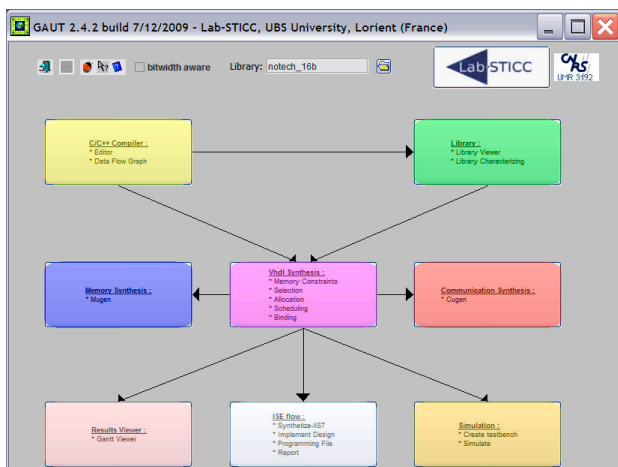 GAUT 2.4.2 build 7/12/2009 - Lab-STICC, UBS University, Lorient (France)
bitwidth aware Library: notech_16b
Lab-STICC
CNRS
UMR 3192
C/C++ Compiler :
* Editor
* Data Flow Graph
Library :
* Library Viewer
* Library Characterizing
Memory Synthesis :
* Mugen
Vhdl Synthesis :
* Memory Constraints
* Selection
* Allocation
* Scheduling
* Binding
Communication Synthesis :
* Cugen
Results Viewer :
* Gantt Viewer
ISE flow :
* Synthetize-XST
* Implement Design
* Programming File
* Report
Simulation :
* Create testbench
* Simulate